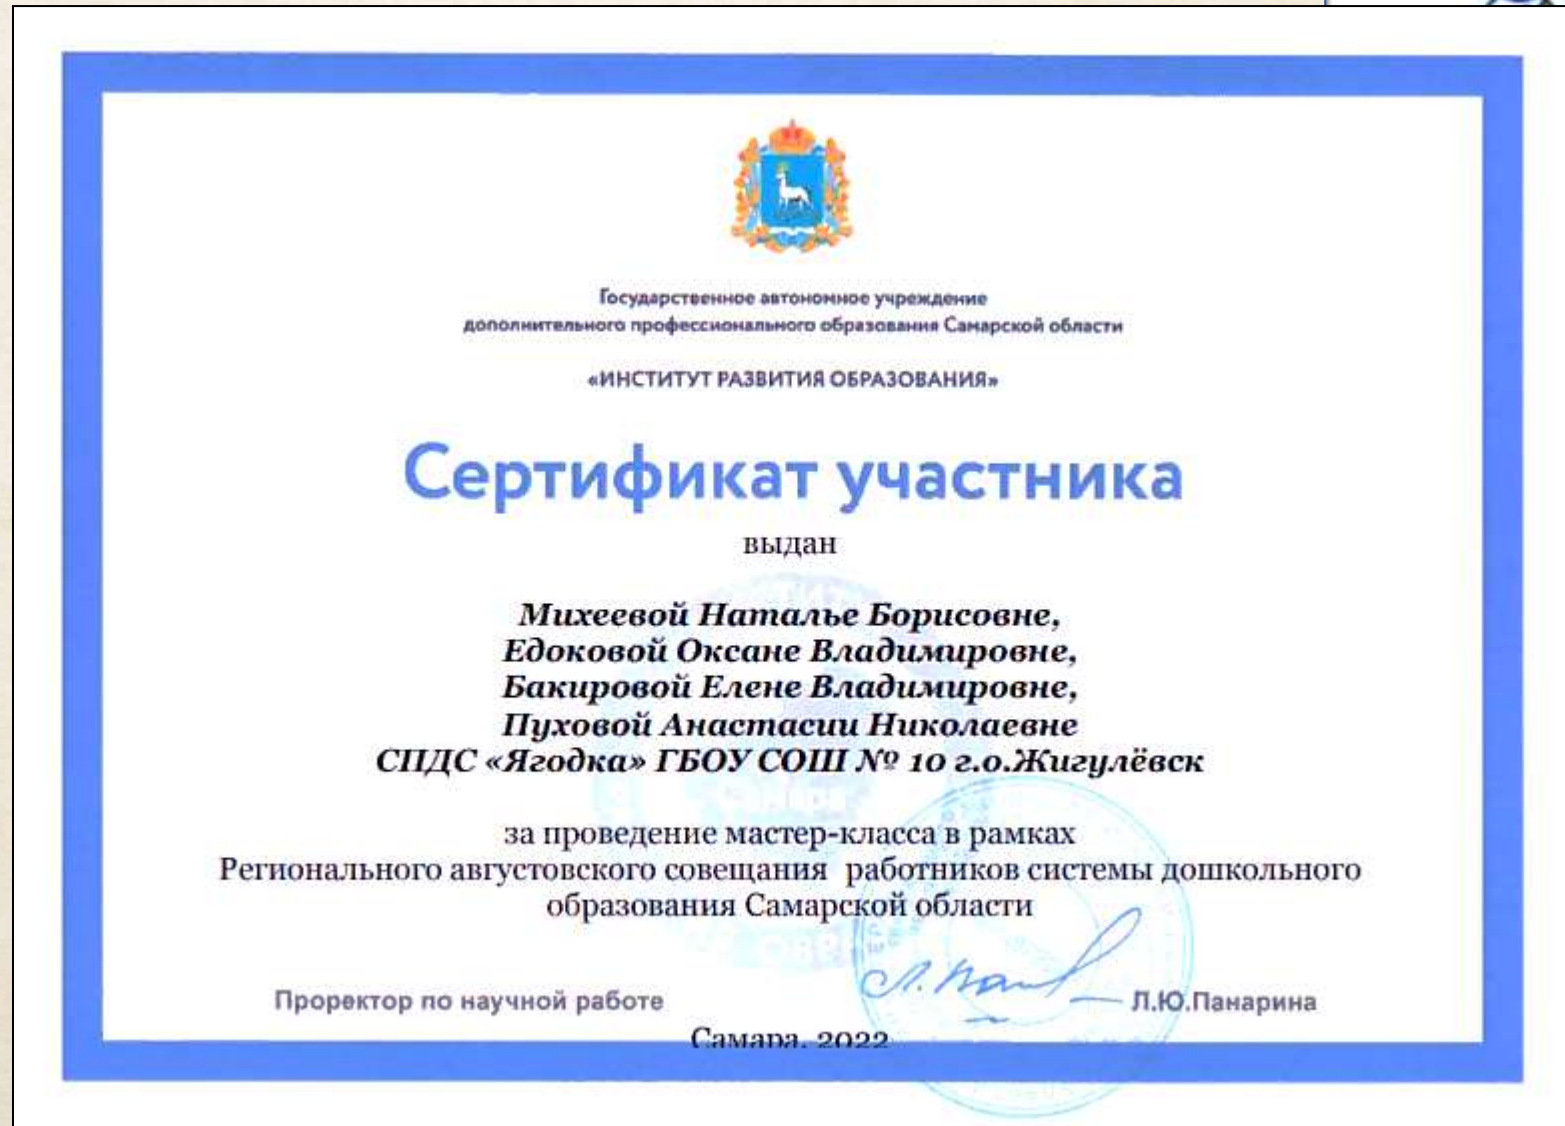 Государственное автономное учреждение
дополнительного профессионального образования Самарской области
«ИНСТИТУТ РАЗВИТИЯ ОБРАЗОВАНИЯ»
Сертификат участника
выдан
Михеевой Наталье Борисовне,
Едоковой Оксане Владимировне,
Бакировой Елене Владимировне,
Пуховой Анастасии Николаевне
СПДС «Ягодка» ГБОУ СОШ № 10 г.о.Жигулёвск
за проведение мастер-класса в рамках
Регионального августовского совещания работников системы дошкольного
образования Самарской области
Проректор по научной работе
Л.Ю.Панарина
Самара, 2022